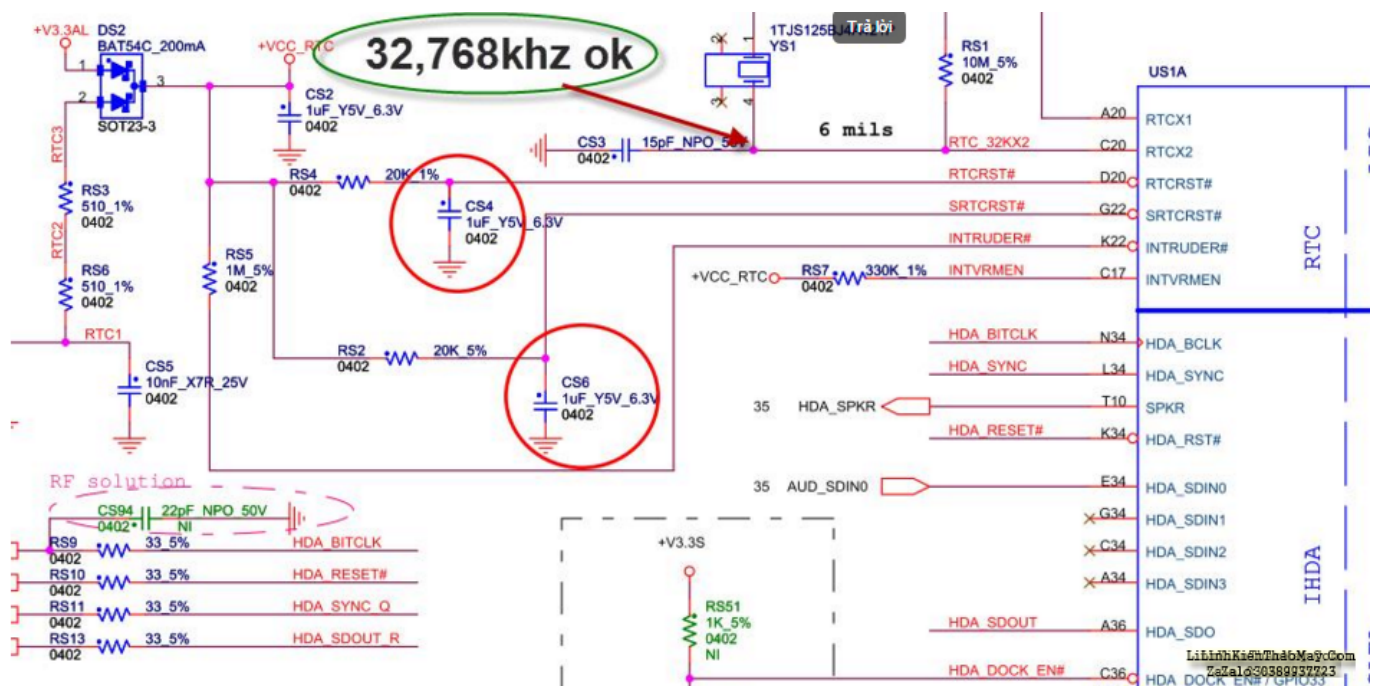 +V3.3AL
DS2
BAT54C_200mA
+VCC_RTC
32,768khz ok
Trả lời
YS1
RS1
10M_5%
0402
US1A
1
2
3
SOT23-3
CS2
1uF_Y5V_6.3V
0402
2
1
3
4
6 mils
CS3
0402
RTC_32KX2
A20
RTCX1
C20
RTCX2
RTC3
RS3
510_1%
0402
RTC2
RS6
510_1%
0402
RTC1
RS4
0402
20K_1%
CS4
1uF_Y5V_6.3V
0402
RTCRST#
D20
RTCRST#
SRTCRST#
G22
SRTCRST#
INTRUDER#
K22
INTRUDER#
+VCC_RTC
RS7
0402
330K_1%
INTVRMEN
C17
INTVRMEN
RTC
RS5
1M_5%
0402
RS2
0402
20K_5%
CS5
10nF_X7R_25V
0402
CS6
1uF_Y5V_6.3V
0402
HDA_BITCLK
N34
HDA_BCLK
HDA_SYNC
L34
HDA_SYNC
35
HDA_SPKR
T10
SPKR
HDA_RESET#
K34
HDA_RST#
35
AUD_SDIN0
E34
HDA_SDIN0
G34
HDA_SDIN1
C34
HDA_SDIN2
A34
HDA_SDIN3
IHDA
HDA_SDOUT
A36
HDA_SDO
HDA_DOCK_EN#
C36
HDA_DOCK_EN# / GPIO33
RF solution
CS94
0402
22pF_NPO_50V
NI
RS9
0402
33_5%
HDA_BITCLK
RS10
0402
33_5%
HDA_RESET#
RS11
0402
33_5%
HDA_SYNC_Q
RS13
0402
33_5%
HDA_SDOUT_R
+V3.3S
RS51
1K_5%
0402
NI